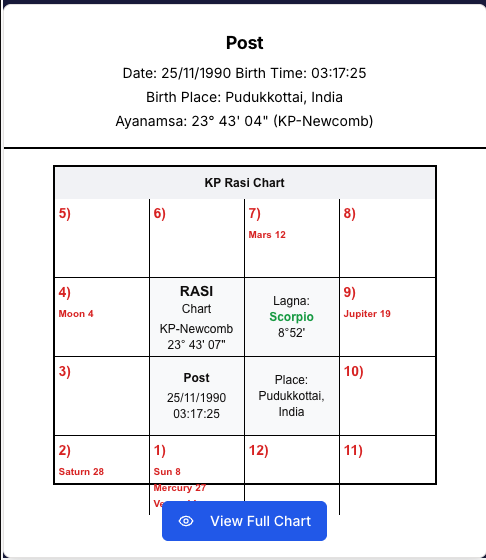 Post
Date: 25/11/1990 Birth Time: 03:17:25
Birth Place: Pudukkottai, India
Ayanamsa: 23° 43' 04" (KP-Newcomb)
KP Rasi Chart
5)
6)
7)
Mars 12
8)
4)
Moon 4
RASI
Chart
KP-Newcomb
23° 43' 07"
Lagna:
Scorpio
8°52'
9)
Jupiter 19
3)
Post
25/11/1990
03:17:25
Place:
Pudukkottai,
India
10)
2)
Saturn 28
1)
Sun 8
Mercury 27
12)
11)
View Full Chart